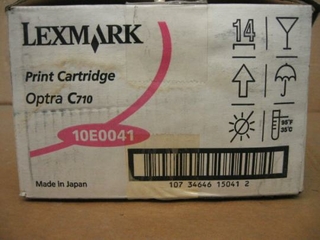 LEXMARK
Print Cartridge
Optra C710
10E0041
14
95°F
35°C
Made in Japan
107 34646 15041 2